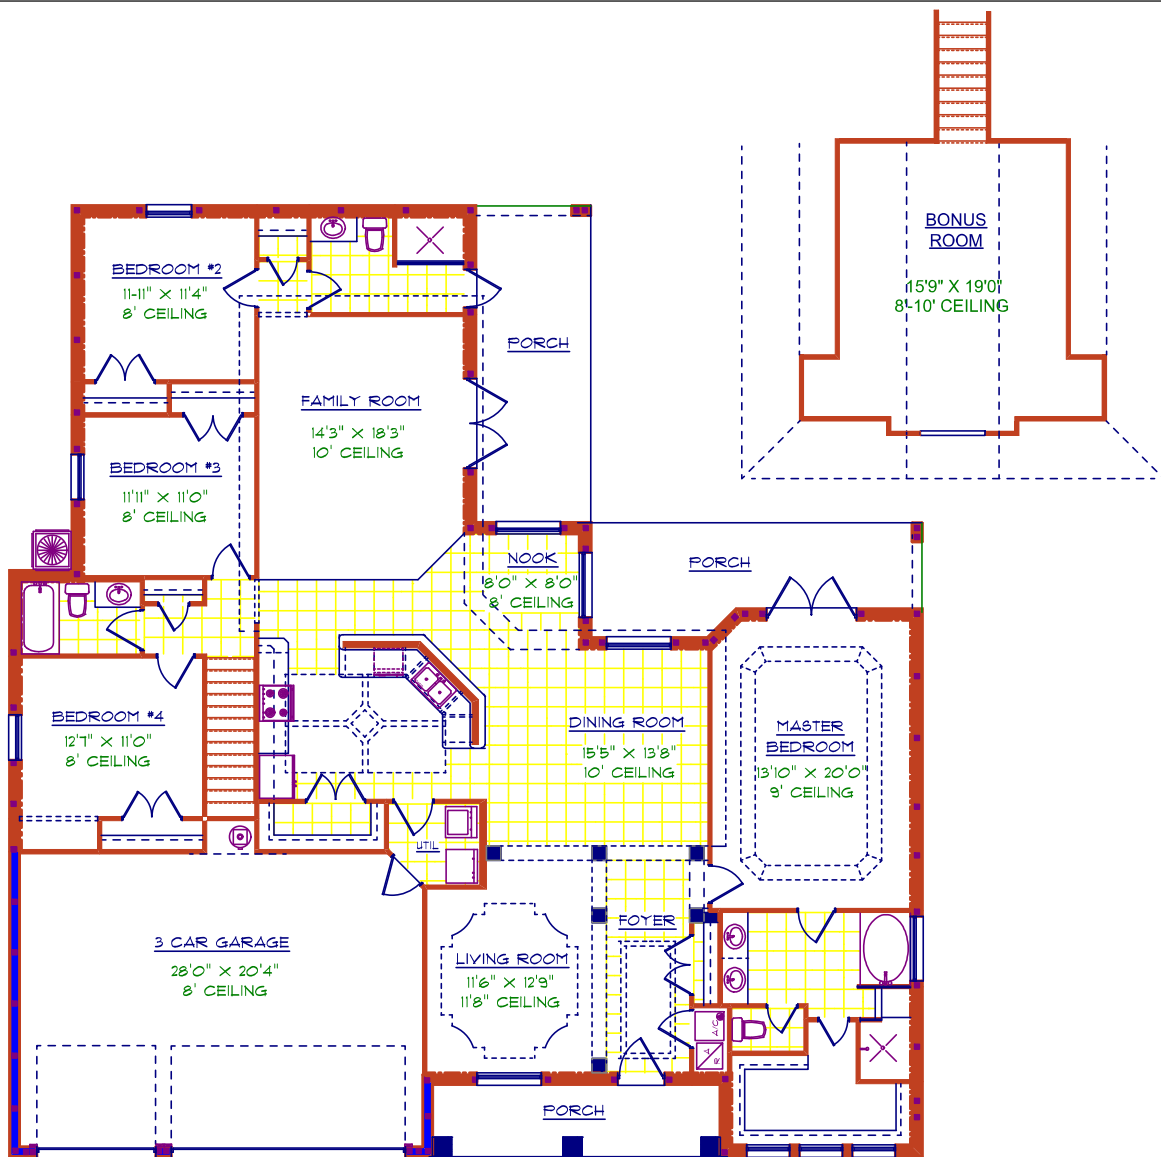 BONUS
ROOM
15'9" X 19'0"
8'-10' CEILING
BEDROOM #2
11-11" X 11'4"
8' CEILING
PORCH
FAMILY ROOM
14'3" X 18'3"
10' CEILING
BEDROOM #3
11'11" X 11'0"
8' CEILING
NOOK
8'0" X 8'0"
8' CEILING
PORCH
BEDROOM #4
12'7" X 11'0"
8' CEILING
DINING ROOM
15'5" X 13'8"
10' CEILING
MASTER
BEDROOM
13'10" X 20'0"
9' CEILING
UTIL
FOYER
3 CAR GARAGE
28'0" X 20'4"
8' CEILING
LIVING ROOM
11'6" X 12'9"
11'8" CEILING
A/C
R A
PORCH